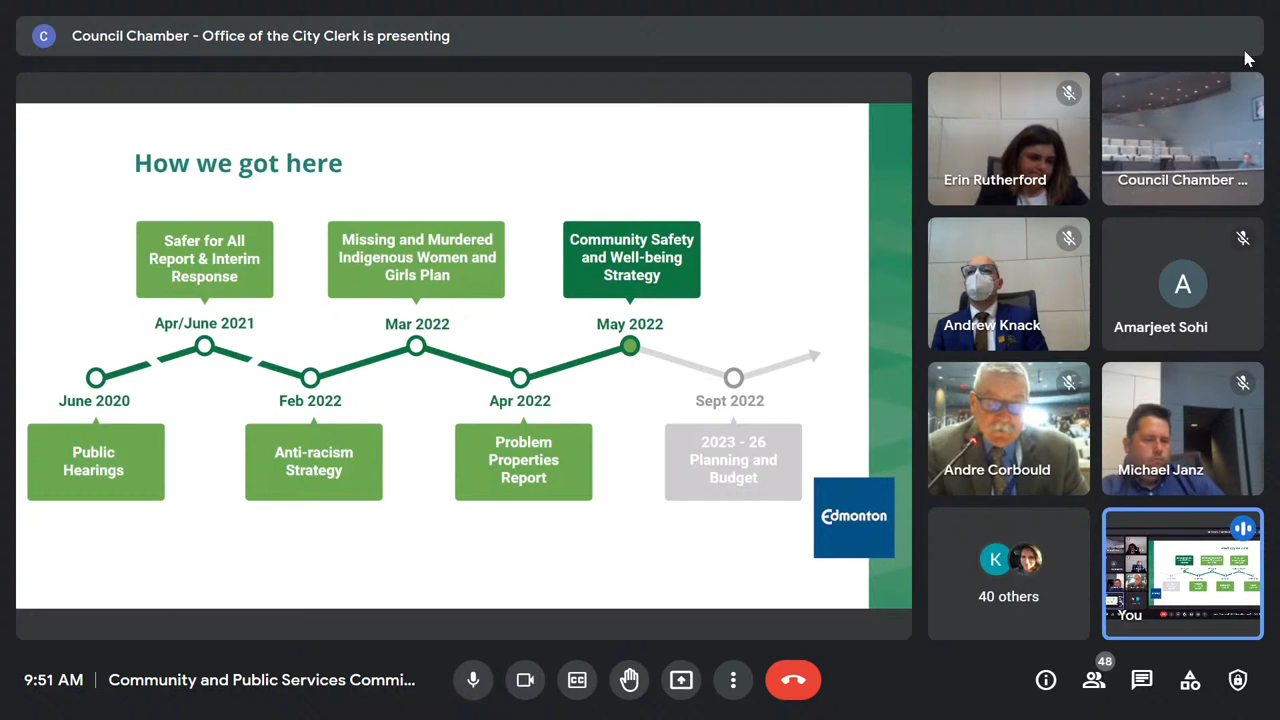 C
Council Chamber - Office of the City Clerk is presenting
How we got here
Safer for All
Report & Interim
Response
Missing and Murdered
Indigenous Women and
Girls Plan
Community Safety
and Well-being
Strategy
Apr/June 2021
Mar 2022
May 2022
June 2020
Feb 2022
Apr 2022
Sept 2022
Public
Hearings
Anti-racism
Strategy
Problem
Properties
Report
2023 - 26
Planning and
Budget
Edmonton
Erin Rutherford
Council Chamber ...
Andrew Knack
A
Amarjeet Sohi
Andre Corbould
Michael Janz
K
40 others
You
9:51 AM
Community and Public Services Commi...
CC
48